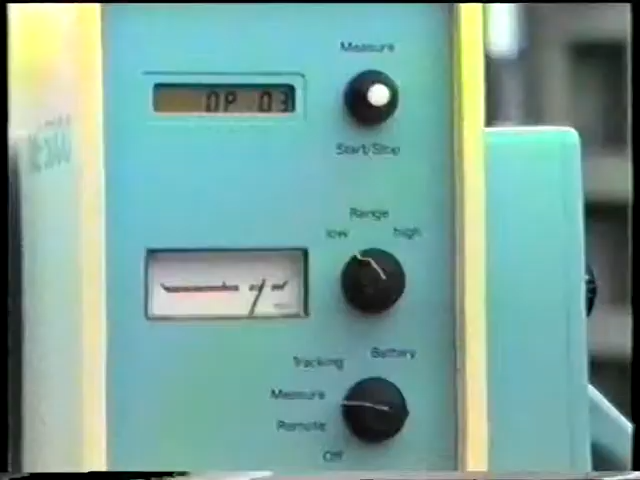 Measure
OP 03
Start/Stop
Range
low high
Tracking Battery
Measure
Remote
Off